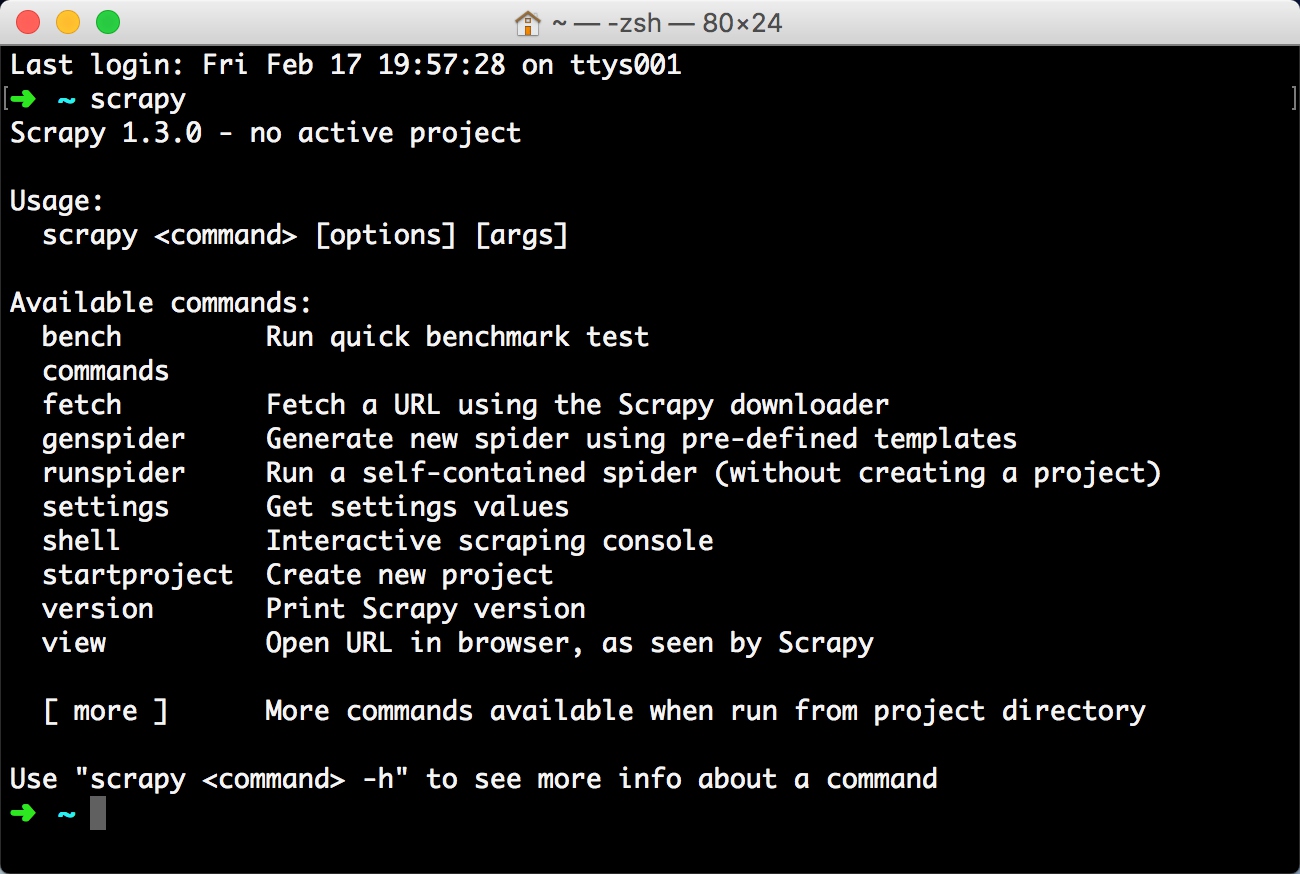 ~ — -zsh — 80×24
Last login: Fri Feb 17 19:57:28 on ttys001
[➜ ~ scrapy ]
Scrapy 1.3.0 - no active project
Usage:
scrapy <command> [options] [args]
Available commands:
bench Run quick benchmark test
commands
fetch Fetch a URL using the Scrapy downloader
genspider Generate new spider using pre-defined templates
runspider Run a self-contained spider (without creating a project)
settings Get settings values
shell Interactive scraping console
startproject Create new project
version Print Scrapy version
view Open URL in browser, as seen by Scrapy
[ more ] More commands available when run from project directory
Use "scrapy <command> -h" to see more info about a command
➜ ~